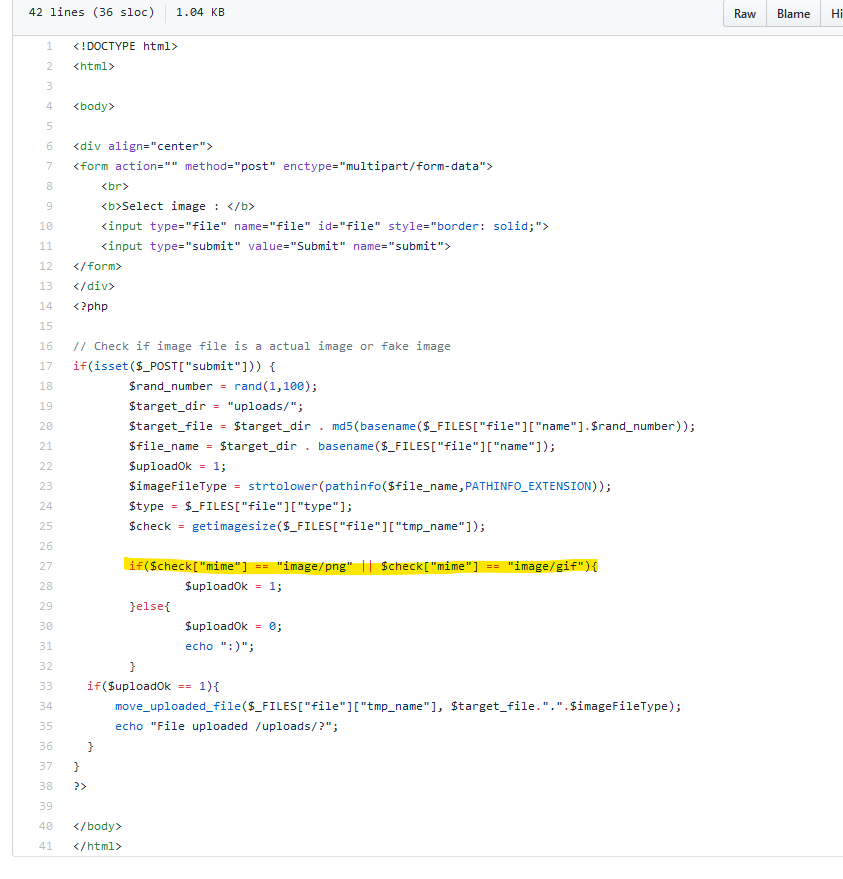 42 lines (36 sloc) 1.04 KB Raw Blame Hi
1 <!DOCTYPE html>
2 <html>
3
4 <body>
5
6 <div align="center">
7 <form action="" method="post" enctype="multipart/form-data">
8 <br>
9 <b>Select image : </b>
10 <input type="file" name="file" id="file" style="border: solid;">
11 <input type="submit" value="Submit" name="submit">
12 </form>
13 </div>
14 <?php
15
16 // Check if image file is a actual image or fake image
17 if(isset($_POST["submit"])) {
18 $rand_number = rand(1,100);
19 $target_dir = "uploads/";
20 $target_file = $target_dir . md5(basename($_FILES["file"]["name"].$rand_number));
21 $file_name = $target_dir . basename($_FILES["file"]["name"]);
22 $uploadOk = 1;
23 $imageFileType = strtolower(pathinfo($file_name,PATHINFO_EXTENSION));
24 $type = $_FILES["file"]["type"];
25 $check = getimagesize($_FILES["file"]["tmp_name"]);
26
27 if($check["mime"] == "image/png" || $check["mime"] == "image/gif"){
28 $uploadOk = 1;
29 }else{
30 $uploadOk = 0;
31 echo ":)";
32 }
33 if($uploadOk == 1){
34 move_uploaded_file($_FILES["file"]["tmp_name"], $target_file.".".$imageFileType);
35 echo "File uploaded /uploads/?";
36 }
37 }
38 ?>
39
40 </body>
41 </html>